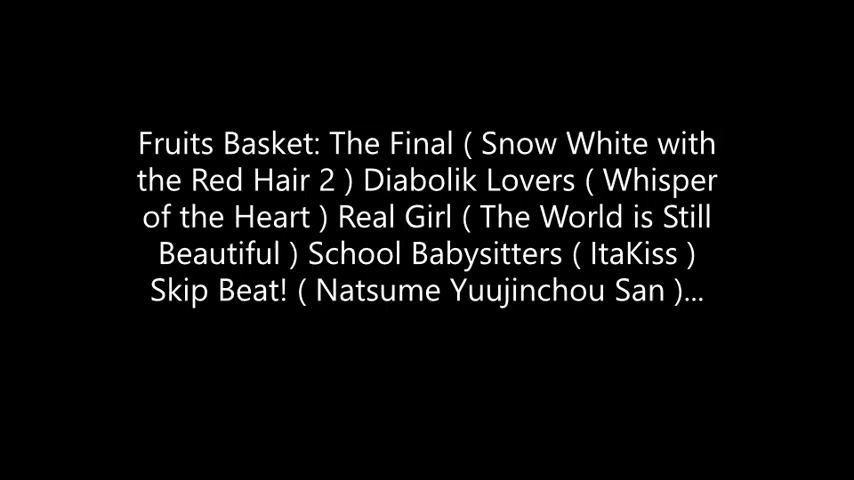 Fruits Basket: The Final ( Snow White with
the Red Hair 2 ) Diabolik Lovers ( Whisper
of the Heart ) Real Girl ( The World is Still
Beautiful ) School Babysitters ( ItaKiss )
Skip Beat! ( Natsume Yuujinchou San )...